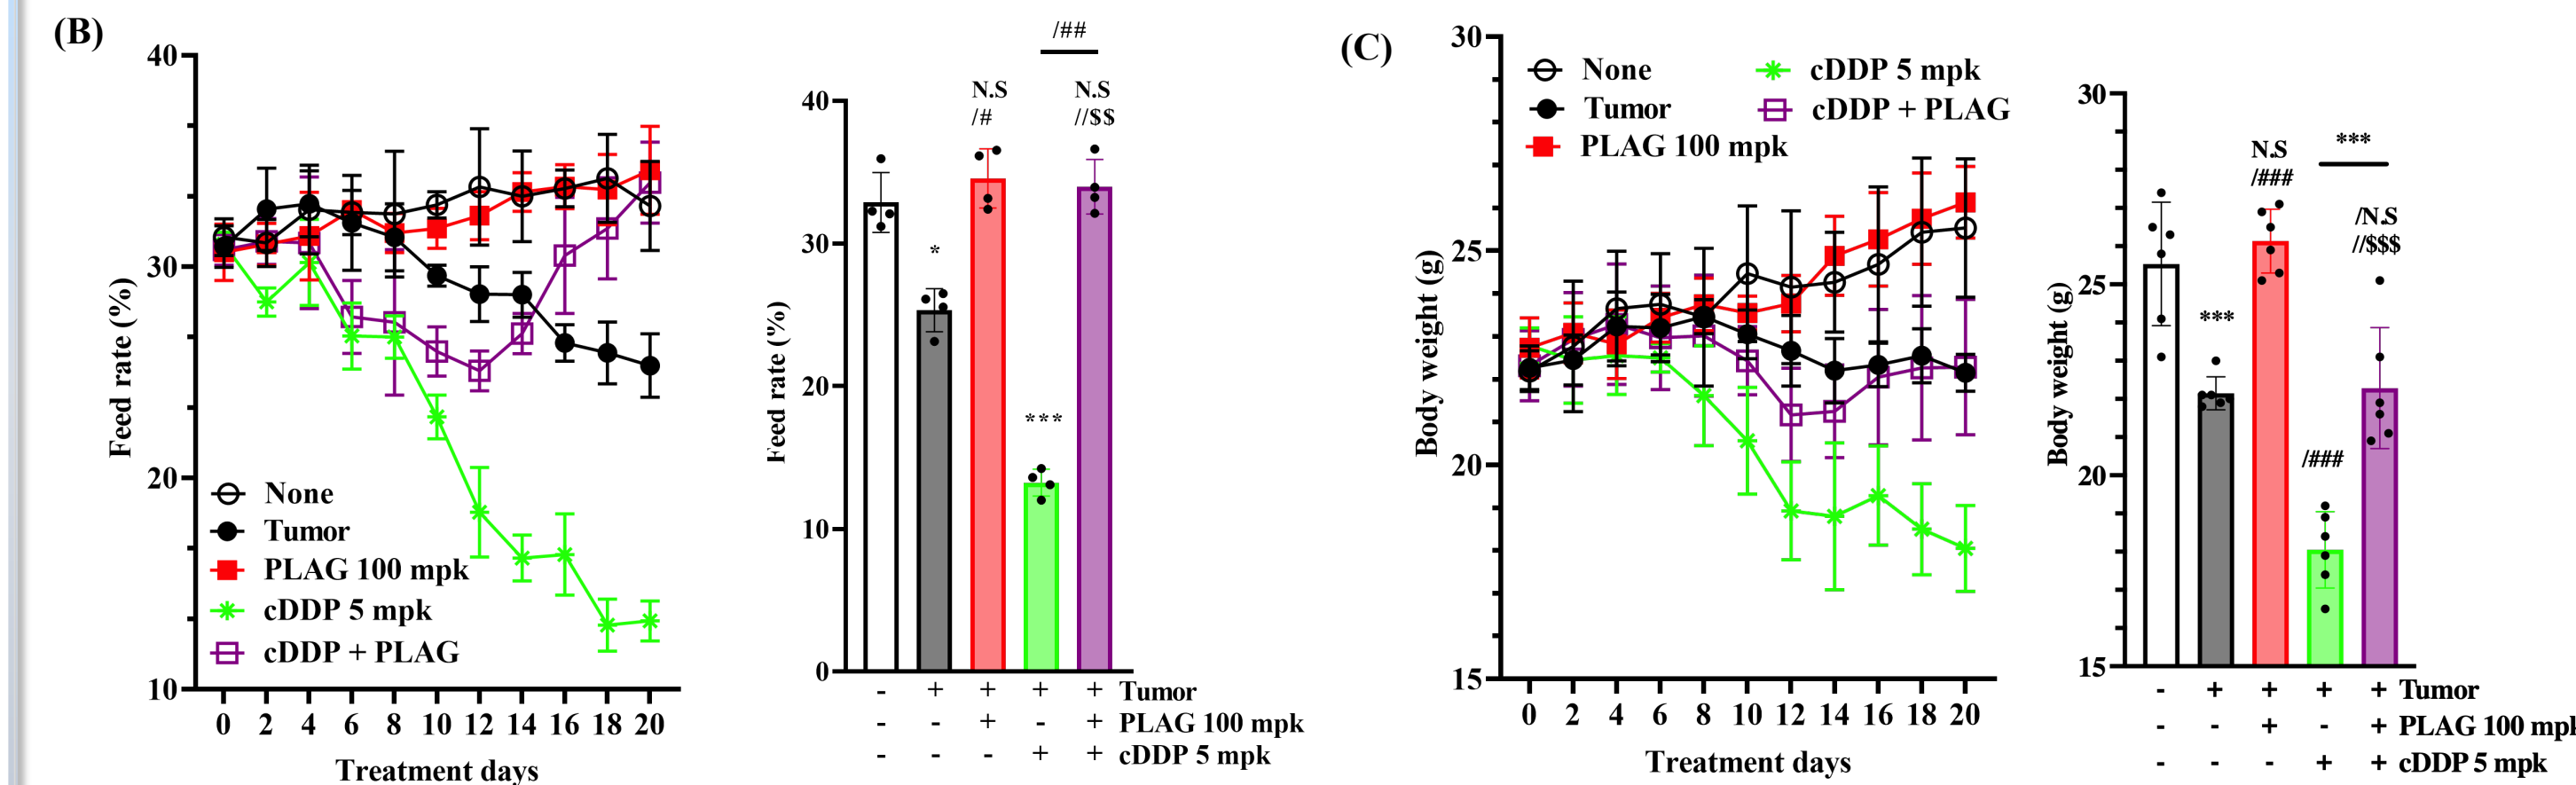 (B)
40
30
20
10
Feed rate (%)
None
Tumor
PLAG 100 mpk
cDDP 5 mpk
cDDP + PLAG
0 2 4 6 8 10 12 14 16 18 20
Treatment days
/##
N.S
/#
N.S
//$$
*
***
40
30
20
10
0
Feed rate (%)
- + + + + Tumor
- - + - + PLAG 100 mpk
- - - + + cDDP 5 mpk
(C)
30
25
20
15
Body weight (g)
None
Tumor
PLAG 100 mpk
cDDP 5 mpk
cDDP + PLAG
0 2 4 6 8 10 12 14 16 18 20
Treatment days
30
25
20
15
Body weight (g)
***
N.S
/###
***
/###
/N.S
//$$$
- + + + + Tumor
- - + - + PLAG 100 mpk
- - - + + cDDP 5 mpk